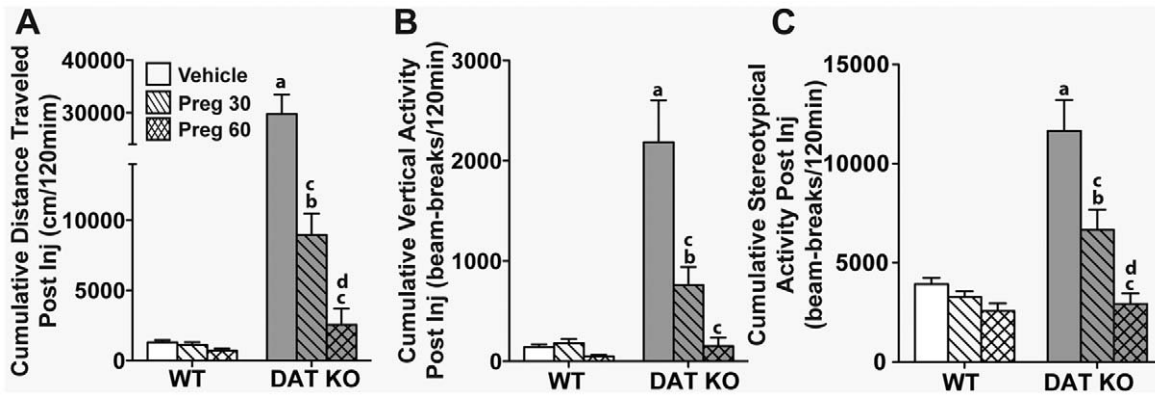 A
Cumulative Distance Traveled
Post Inj (cm/120mim)
40000
30000
10000
5000
0
Vehicle
Preg 30
Preg 60
a
c
b
d
c
WT
DAT KO
B
Cumulative Vertical Activity
Post Inj (beam-breaks/120min)
3000
2000
1000
0
a
c
b
c
WT
DAT KO
C
Cumulative Stereotypical
Activity Post Inj
(beam-breaks/120min)
15000
10000
5000
0
a
c
b
d
c
WT
DAT KO